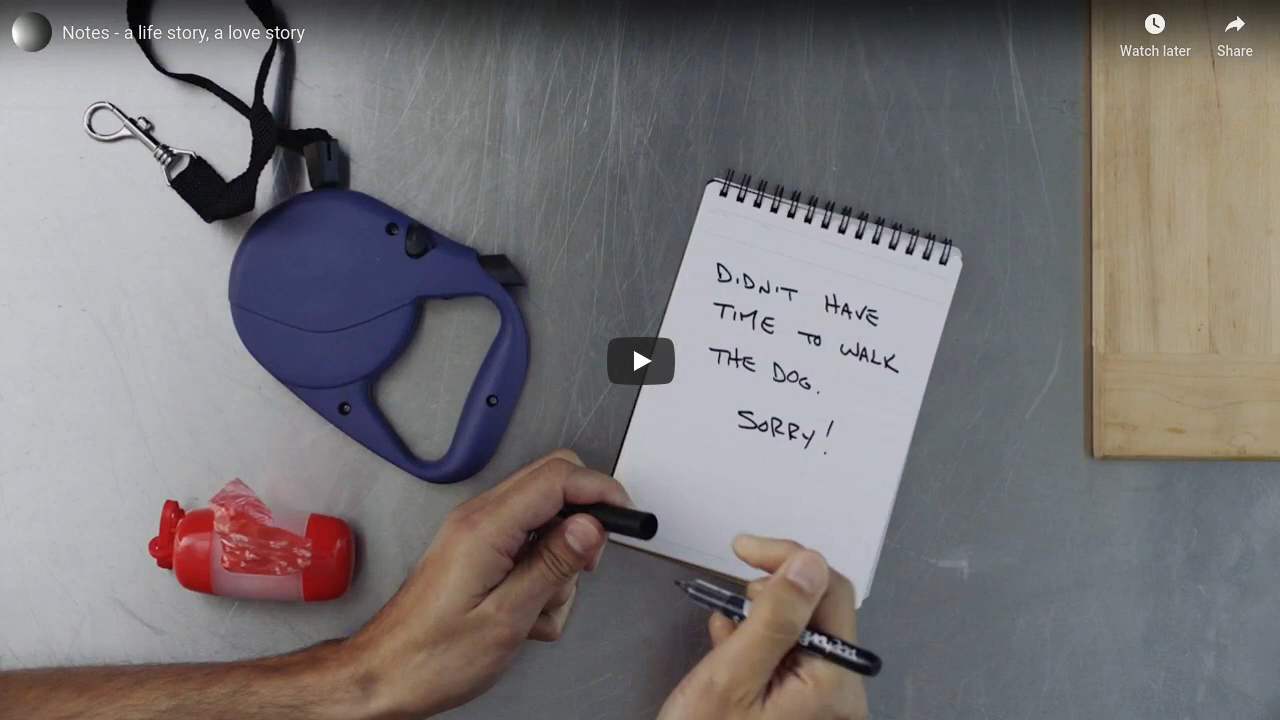 Notes - a life story, a love story
Watch later
Share
DIDN'T HAVE
TIME TO WALK
THE DOG.
SORRY!